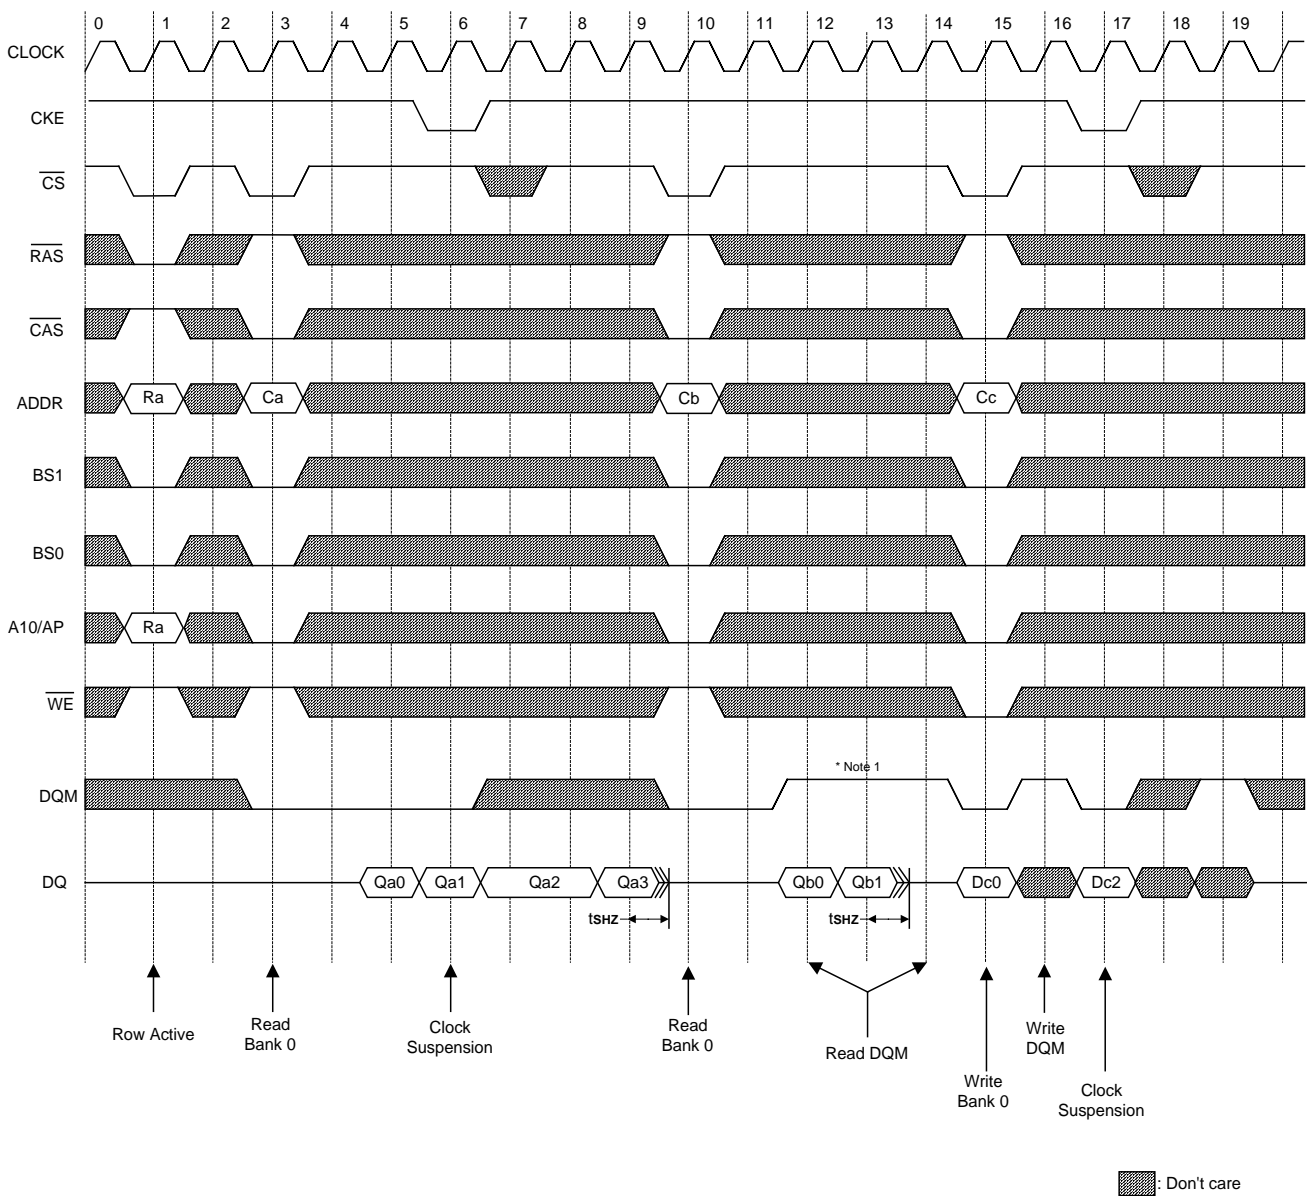 0 1 2 3 4 5 6 7 8 9 10 11 12 13 14 15 16 17 18 19
CLOCK
CKE
CS
RAS
CAS
ADDR Ra Ca Cb Cc
BS1
BS0
A10/AP Ra
WE
* Note 1
DQM
DQ Qa0 Qa1 Qa2 Qa3 Qb0 Qb1 Dc0 Dc2
tSHZ tSHZ
Row Active
Read
Bank 0
Clock
Suspension
Read
Bank 0
Read DQM
Write
Bank 0
Write
DQM
Clock
Suspension
: Don't care